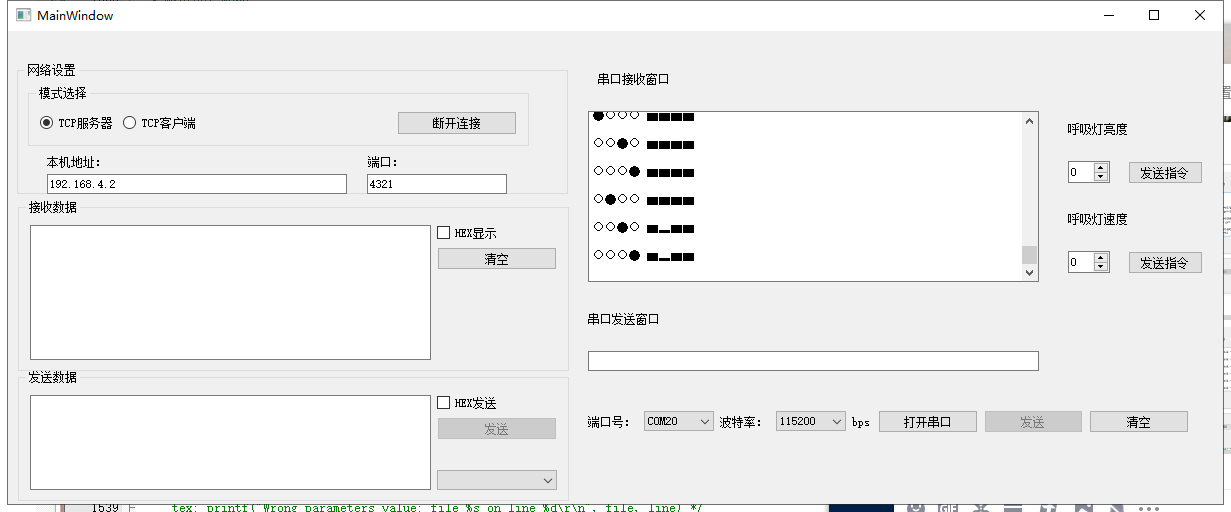 MainWindow
网络设置
模式选择
TCP服务器 TCP客户端 断开连接
本机地址: 端口:
192.168.4.2 4321
接收数据
HEX显示
清空
发送数据
HEX发送
发送
串口接收窗口
●○○○ ▄▄▄▄
○○●○ ▄▄▄▄
○○○● ▄▄▄▄
○●○○ ▄▄▄▄
○○●○ ▄▂▄▄
○○○● ▄▂▄▄
串口发送窗口
端口号: COM20 波特率: 115200 bps 打开串口 发送 清空
呼吸灯亮度
0 发送指令
呼吸灯速度
0 发送指令
1539 tex: printf("Wrong parameters value: file %s on line %d\r\n", file, line) */